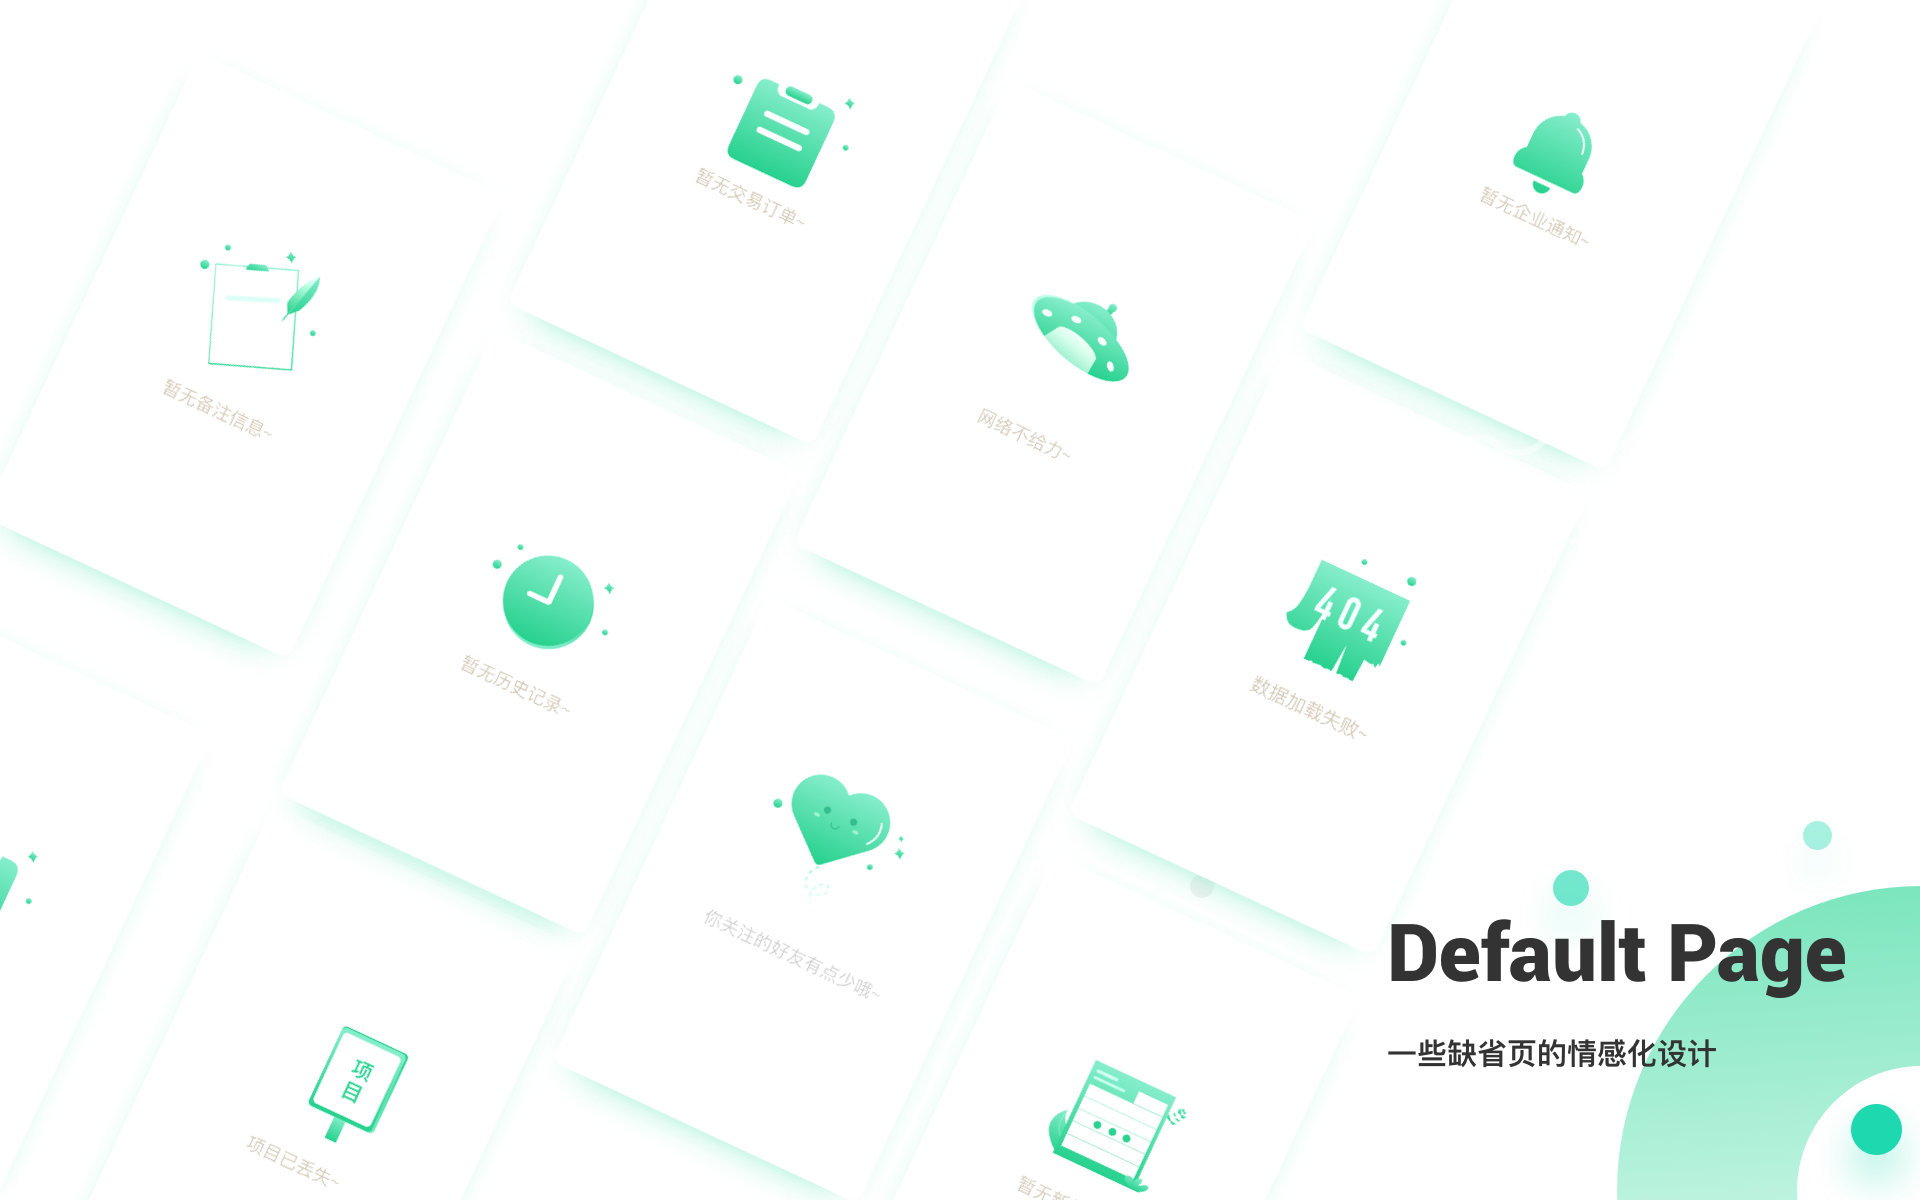 暂无交易订单~
暂无企业通知~
暂无备注信息~
网络不给力~
暂无历史记录~
404
数据加载失败~
你关注的好友有点少哦~
Default Page
一些缺省页的情感化设计
项
目
项目已丢失~
暂无